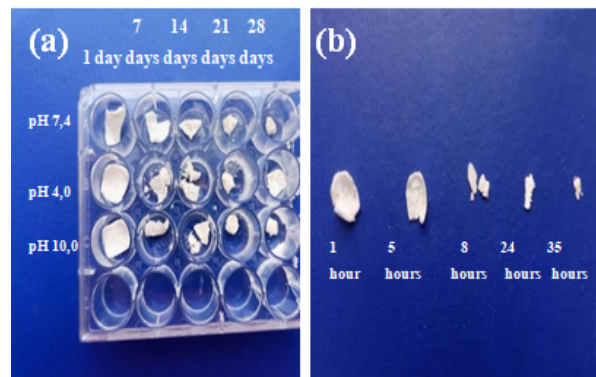 (a)
7 14 21 28
1 day days days days days
pH 7,4
pH 4,0
pH 10,0
(b)
1 5 8 24 35
hour hours hours hours hours